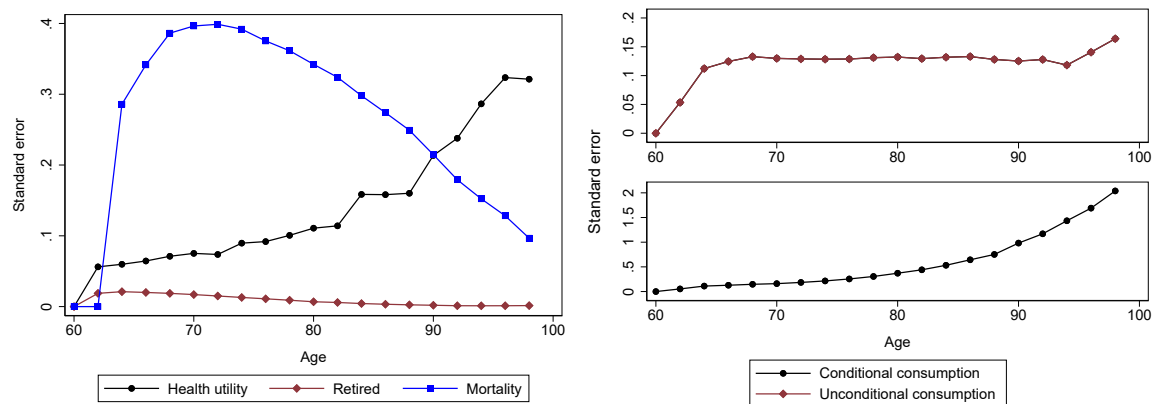 .4
.3
.2
.1
0
Standard error
60 70 80 90 100
Age
Health utility Retired Mortality
.2
.15
.1
.05
0
60 70 80 90 100
Standard error
2
1.5
1
.5
0
60 70 80 90 100
Age
Conditional consumption
Unconditional consumption